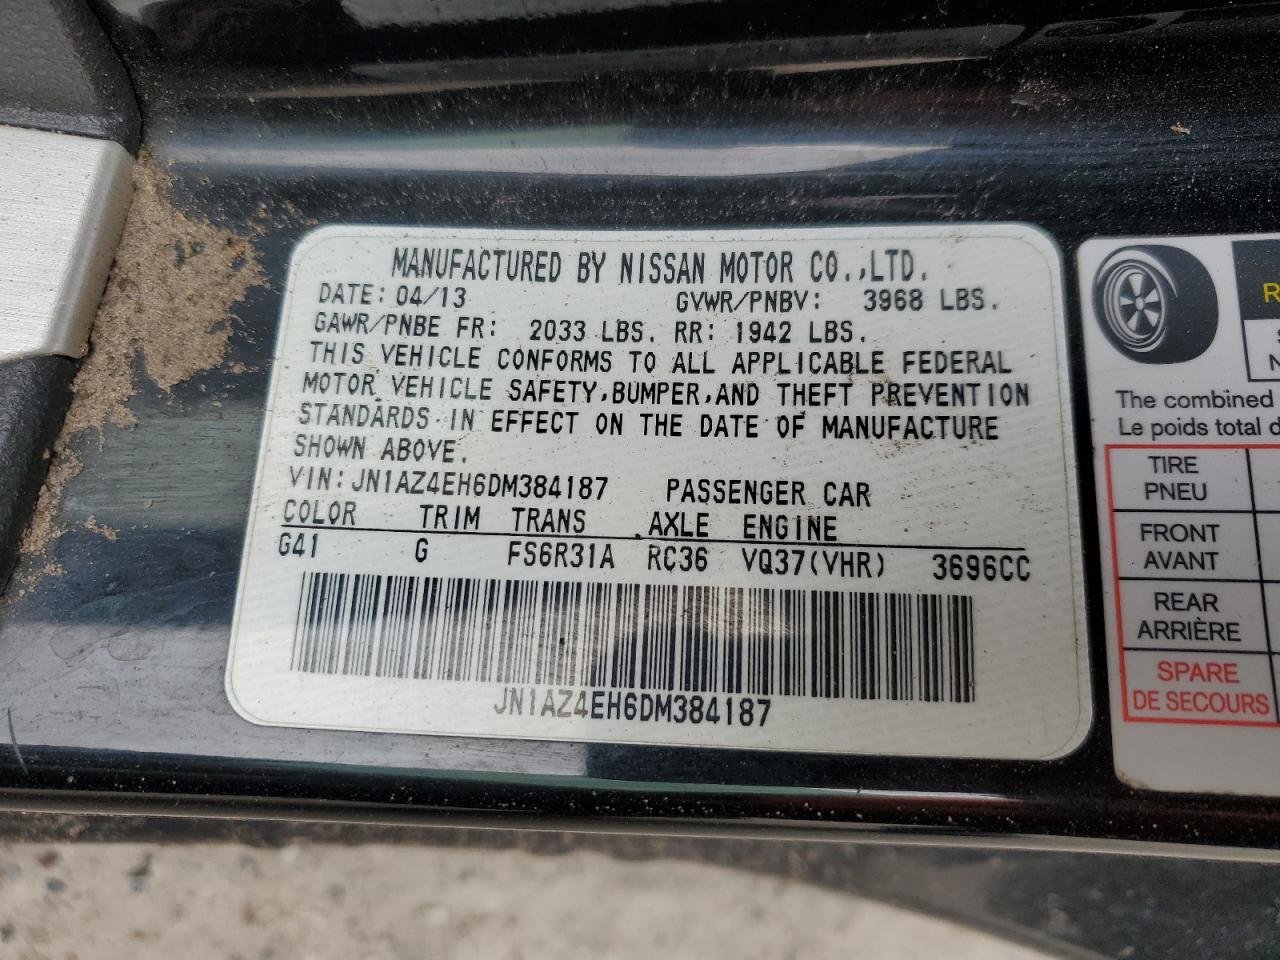 MANUFACTURED BY NISSAN MOTOR CO.,LTD.
DATE: 04/13 GVWR/PNBV: 3968 LBS.
GAWR/PNBE FR: 2033 LBS. RR: 1942 LBS.
THIS VEHICLE CONFORMS TO ALL APPLICABLE FEDERAL
MOTOR VEHICLE SAFETY,BUMPER,AND THEFT PREVENTION
STANDARDS IN EFFECT ON THE DATE OF MANUFACTURE
SHOWN ABOVE.
VIN: JN1AZ4EH6DM384187 PASSENGER CAR
COLOR TRIM TRANS AXLE ENGINE
G41 G FS6R31A RC36 VQ37(VHR) 3696CC
JN1AZ4EH6DM384187
The combined
Le poids total d
TIRE
PNEU
FRONT
AVANT
REAR
ARRIÈRE
SPARE
DE SECOURS